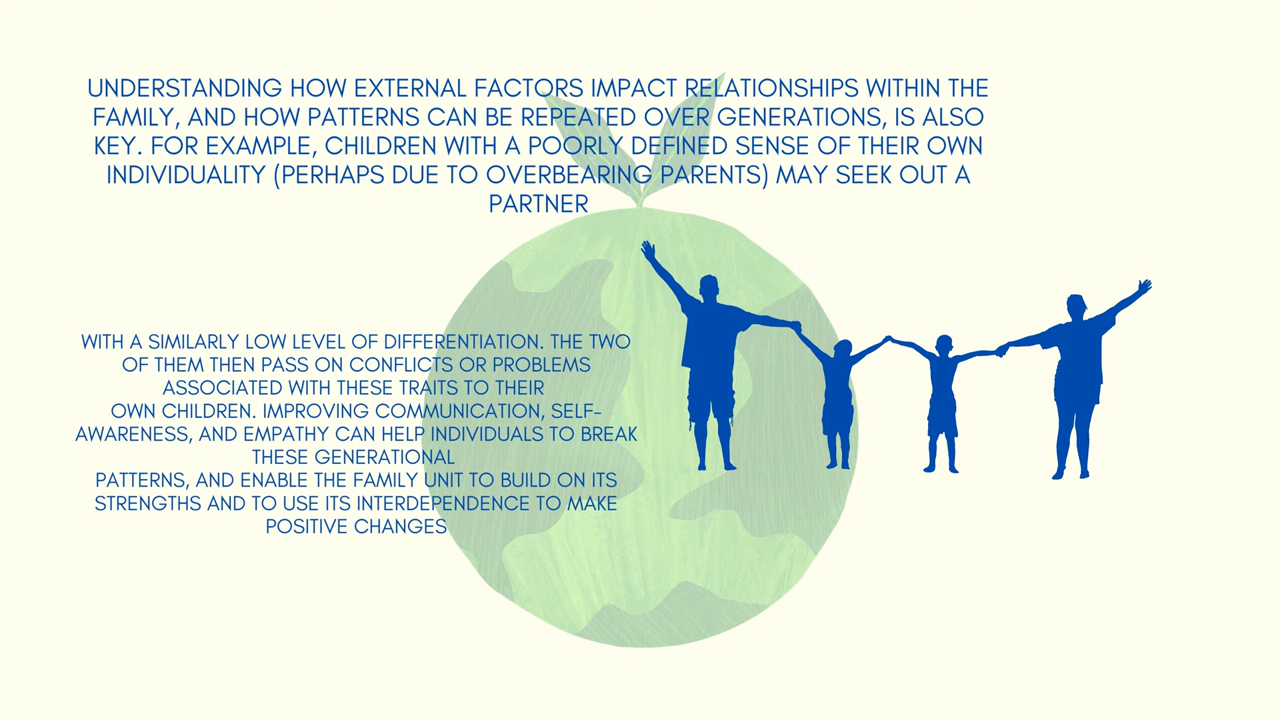 UNDERSTANDING HOW EXTERNAL FACTORS IMPACT RELATIONSHIPS WITHIN THE
FAMILY, AND HOW PATTERNS CAN BE REPEATED OVER GENERATIONS, IS ALSO
KEY. FOR EXAMPLE, CHILDREN WITH A POORLY DEFINED SENSE OF THEIR OWN
INDIVIDUALITY (PERHAPS DUE TO OVERBEARING PARENTS) MAY SEEK OUT A
PARTNER
WITH A SIMILARLY LOW LEVEL OF DIFFERENTIATION. THE TWO
OF THEM THEN PASS ON CONFLICTS OR PROBLEMS
ASSOCIATED WITH THESE TRAITS TO THEIR
OWN CHILDREN. IMPROVING COMMUNICATION, SELF-
AWARENESS, AND EMPATHY CAN HELP INDIVIDUALS TO BREAK
THESE GENERATIONAL
PATTERNS, AND ENABLE THE FAMILY UNIT TO BUILD ON ITS
STRENGTHS AND TO USE ITS INTERDEPENDENCE TO MAKE
POSITIVE CHANGES